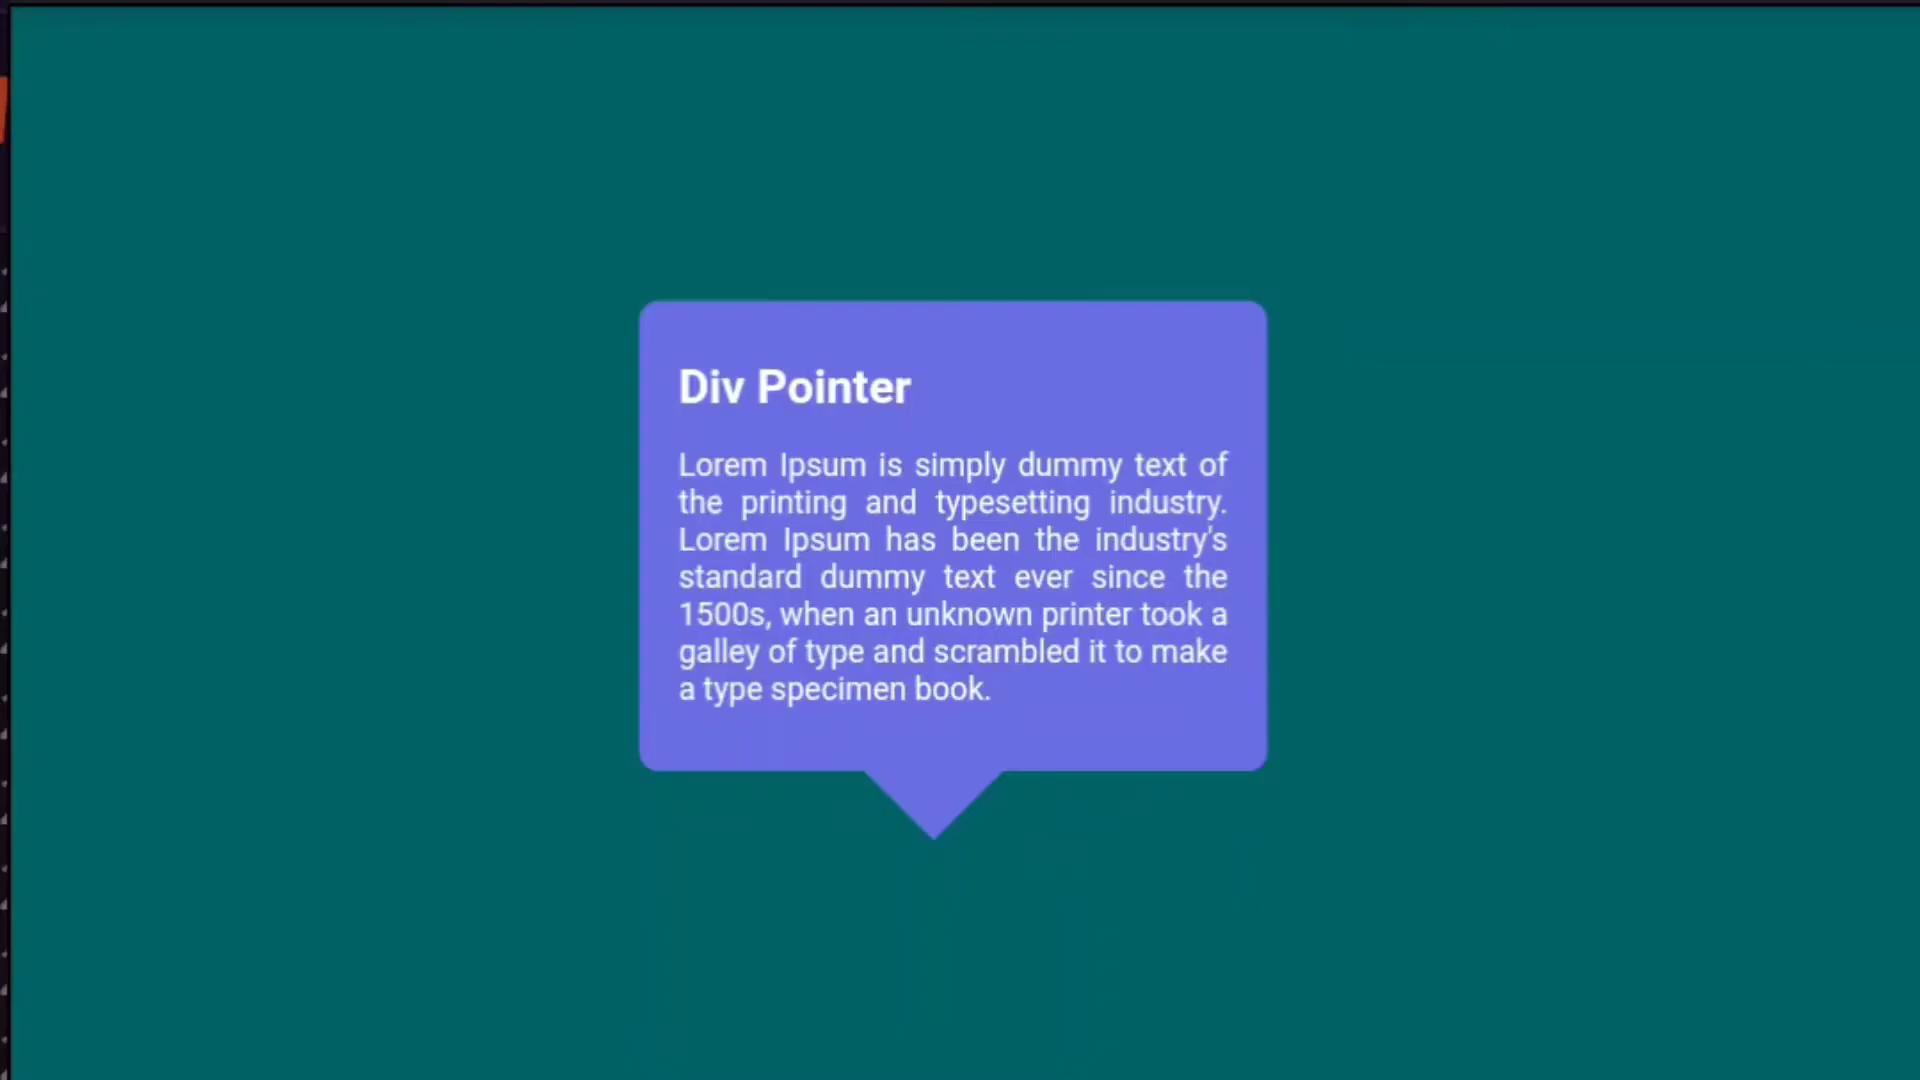 Div Pointer
Lorem Ipsum is simply dummy text of
the printing and typesetting industry.
Lorem Ipsum has been the industry's
standard dummy text ever since the
1500s, when an unknown printer took a
galley of type and scrambled it to make
a type specimen book.